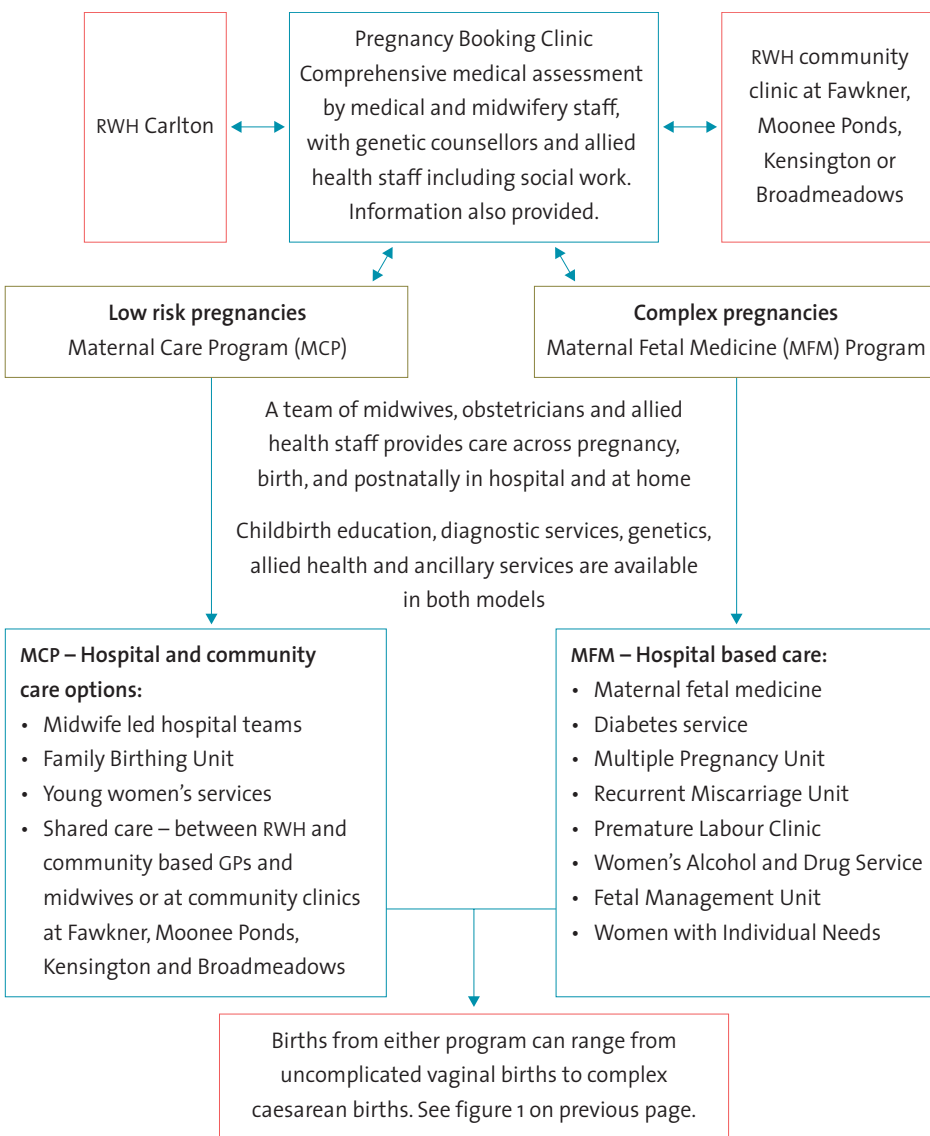 RWH Carlton
Pregnancy Booking Clinic
Comprehensive medical assessment
by medical and midwifery staff,
with genetic counsellors and allied
health staff including social work.
Information also provided.
RWH community
clinic at Fawkner,
Moonee Ponds,
Kensington or
Broadmeadows
Low risk pregnancies
Maternal Care Program (MCP)
Complex pregnancies
Maternal Fetal Medicine (MFM) Program
A team of midwives, obstetricians and allied
health staff provides care across pregnancy,
birth, and postnatally in hospital and at home
Childbirth education, diagnostic services, genetics,
allied health and ancillary services are available
in both models
MCP – Hospital and community
care options:
• Midwife led hospital teams
• Family Birthing Unit
• Young women's services
• Shared care – between RWH and
community based GPs and
midwives or at community clinics
at Fawkner, Moonee Ponds,
Kensington and Broadmeadows
MFM – Hospital based care:
• Maternal fetal medicine
• Diabetes service
• Multiple Pregnancy Unit
• Recurrent Miscarriage Unit
• Premature Labour Clinic
• Women's Alcohol and Drug Service
• Fetal Management Unit
• Women with Individual Needs
Births from either program can range from
uncomplicated vaginal births to complex
caesarean births. See figure 1 on previous page.